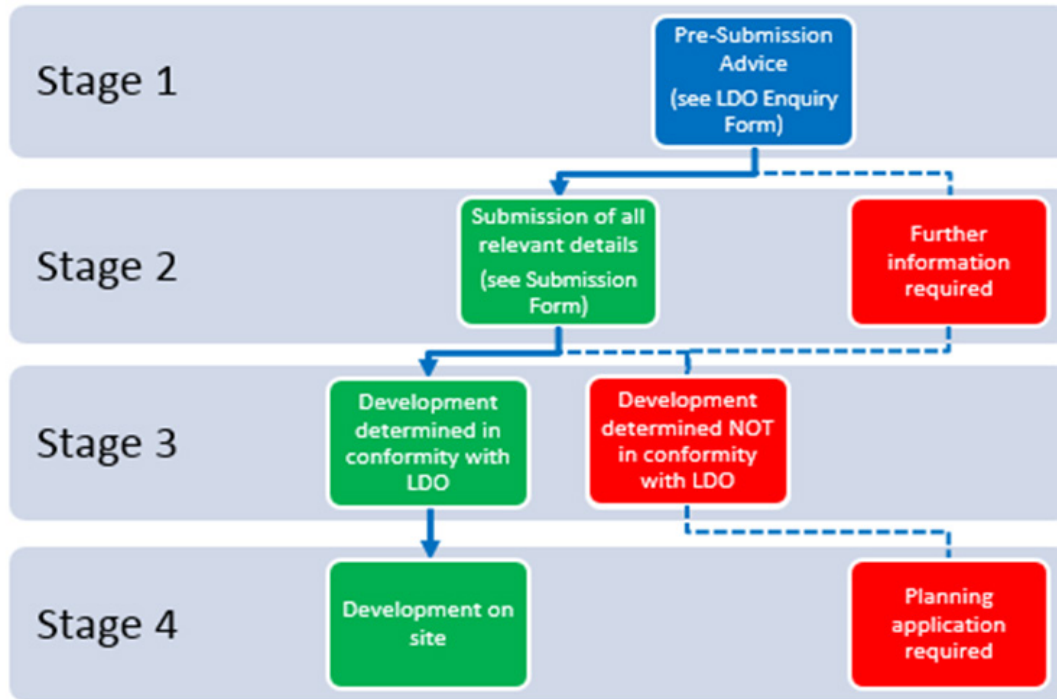 Stage 1
Pre-Submission
Advice
(see LDO Enquiry
Form)
Stage 2
Submission of all
relevant details
(see Submission
Form)
Further
information
required
Stage 3
Development
determined in
conformity with
LDO
Development
determined NOT
in conformity
with LDO
Stage 4
Development on
site
Planning
application
required